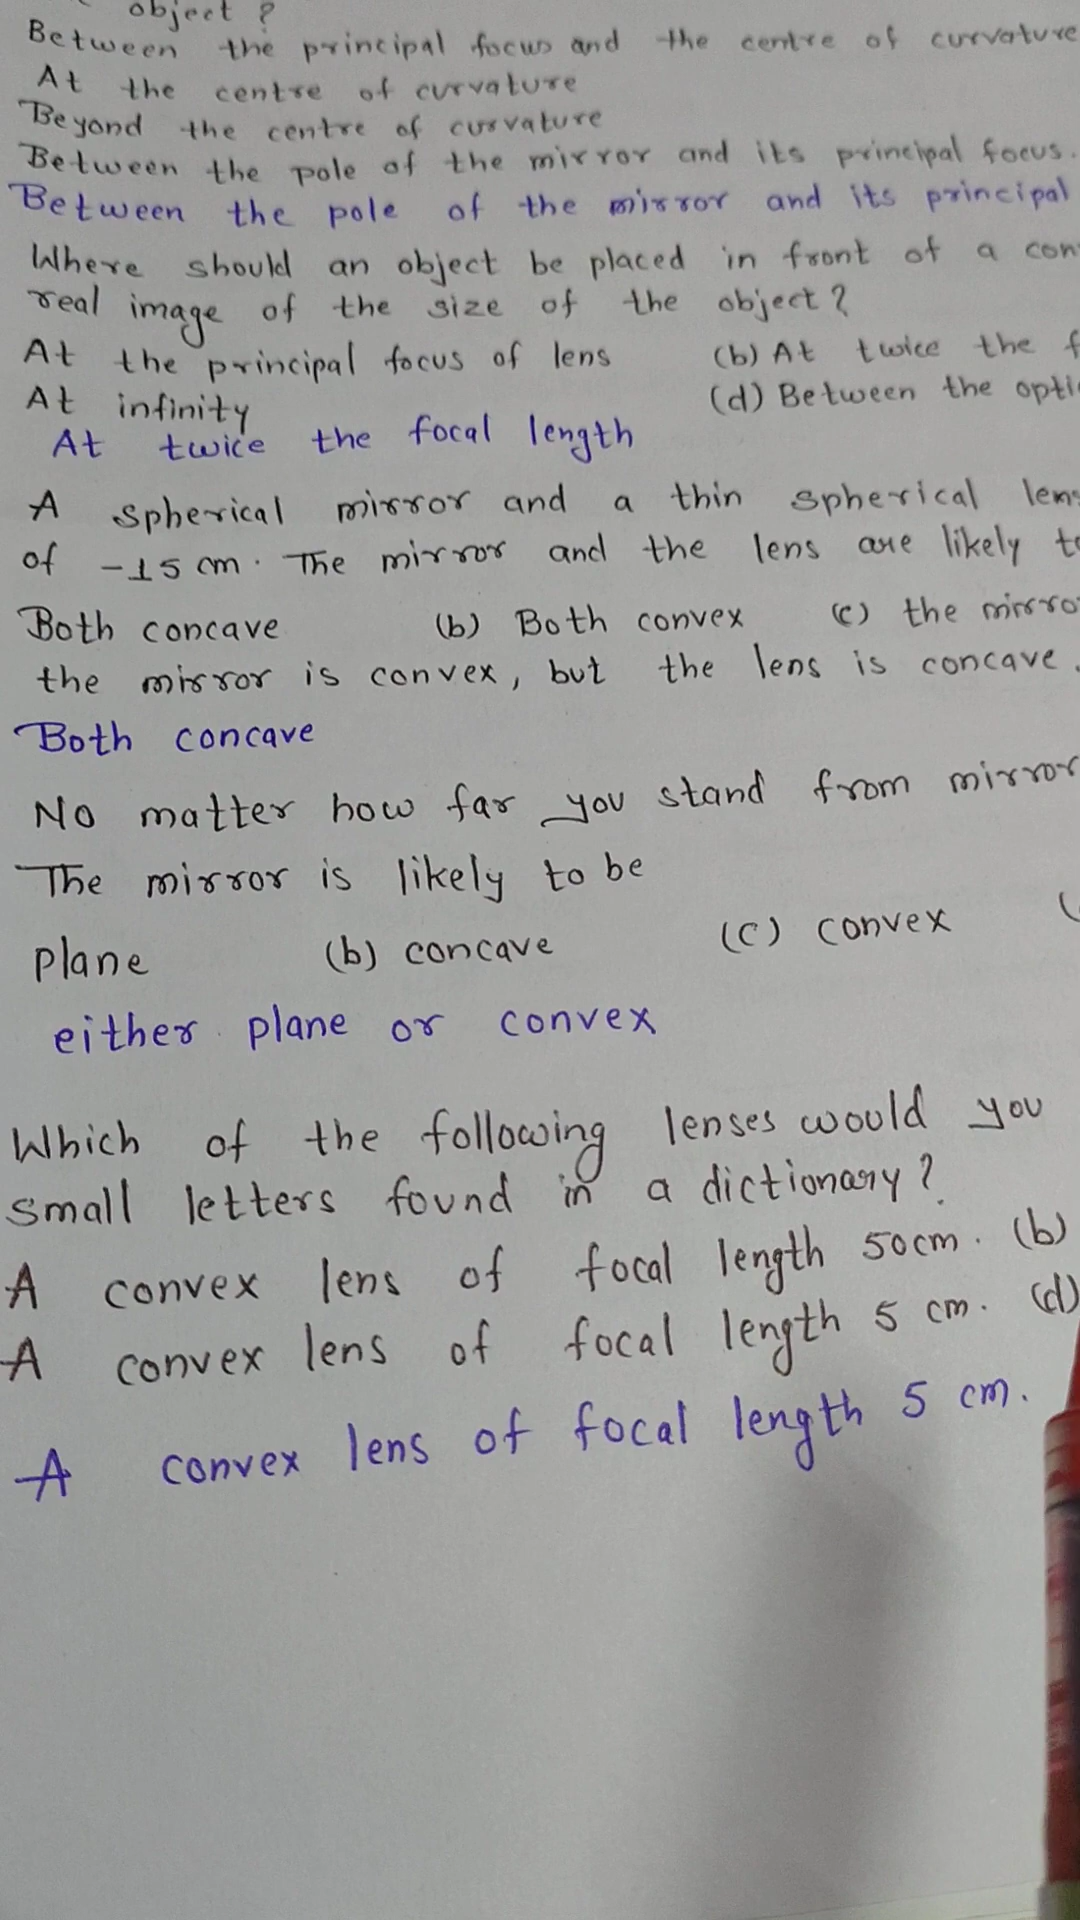 object ?
Between the principal focus and the centre of curvature
At the centre of curvature
Beyond the centre of curvature
Between the pole of the mirror and its principal focus.
Between the pole of the mirror and its principal
Where should an object be placed in front of a con
real image of the size of the object ?
At the principal focus of lens (b) At twice the f
At infinity (d) Between the opti
At twice the focal length
A spherical mirror and a thin spherical lens
of -15 cm. The mirror and the lens are likely to
Both concave (b) Both convex (c) the mirror
the mirror is convex, but the lens is concave.
Both concave
No matter how far you stand from mirror
The mirror is likely to be
plane (b) concave (c) convex (
either plane or convex
Which of the following lenses would you
small letters found in a dictionary ?
A convex lens of focal length 50cm. (b)
A convex lens of focal length 5 cm. (d)
A convex lens of focal length 5 cm.